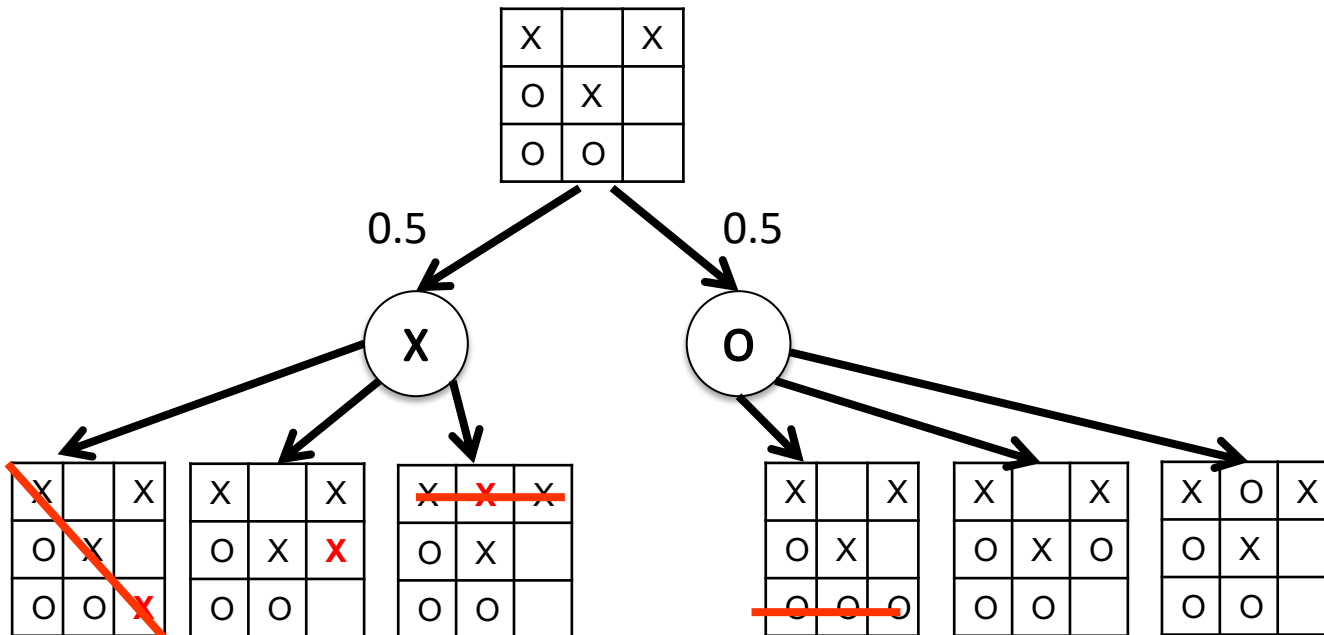 X X
O X
O O
0.5 0.5
X O
X X X X X X X X X X X X O X
O X O X X O X O X O X O O X
O O X O O O O O O O O O O O